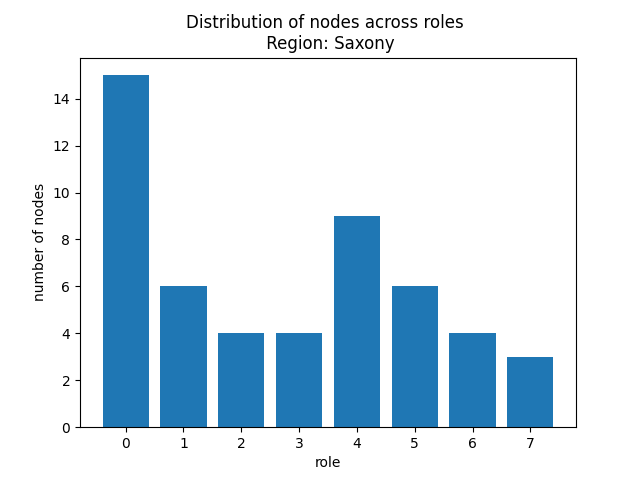 Distribution of nodes across roles
Region: Saxony
number of nodes
14
12
10
8
6
4
2
0
0 1 2 3 4 5 6 7
role